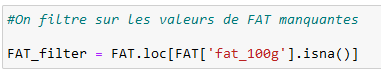 #On filtre sur les valeurs de FAT manquantes
FAT_filter = FAT.loc[FAT['fat_100g'].isna()]